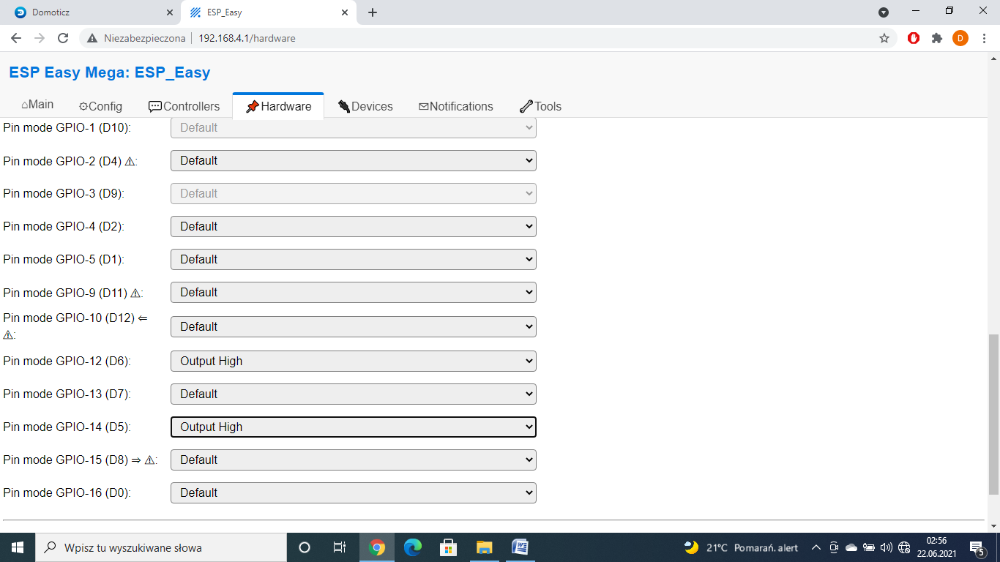 Domoticz
ESP_Easy
Niezabezpieczona
192.168.4.1/hardware
D
ESP Easy Mega: ESP_Easy
⌂Main
Config
Controllers
Hardware
Devices
Notifications
Tools
Pin mode GPIO-1 (D10): Default
Pin mode GPIO-2 (D4) ⚠: Default
Pin mode GPIO-3 (D9): Default
Pin mode GPIO-4 (D2): Default
Pin mode GPIO-5 (D1): Default
Pin mode GPIO-9 (D11) ⚠: Default
Pin mode GPIO-10 (D12) ⇐
⚠: Default
Pin mode GPIO-12 (D6): Output High
Pin mode GPIO-13 (D7): Default
Pin mode GPIO-14 (D5): Output High
Pin mode GPIO-15 (D8) ⇒ ⚠: Default
Pin mode GPIO-16 (D0): Default
Wpisz tu wyszukiwane słowa
21°C Pomarań. alert
02:56
22.06.2021
5